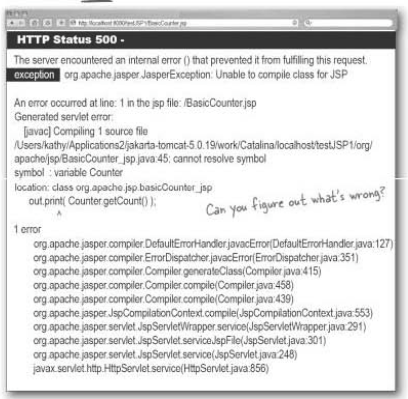 http://localhost:8080/testJSP1/BasicCounter.jsp
HTTP Status 500 -
The server encountered an internal error () that prevented it from fulfilling this request.
exception org.apache.jasper.JasperException: Unable to compile class for JSP
An error occurred at line: 1 in the jsp file: /BasicCounter.jsp
Generated servlet error:
[javac] Compiling 1 source file
/Users/kathy/Applications2/jakarta-tomcat-5.0.19/work/Catalina/localhost/testJSP1/org/
apache/jsp/BasicCounter_jsp.java:45: cannot resolve symbol
symbol : variable Counter
location: class org.apache.jsp.basicCounter_jsp
out.print( Counter.getCount() );
^
Can you figure out what's wrong?
1 error
org.apache.jasper.compiler.DefaultErrorHandler.javacError(DefaultErrorHandler.java:127)
org.apache.jasper.compiler.ErrorDispatcher.javacError(ErrorDispatcher.java:351)
org.apache.jasper.compiler.Compiler.generateClass(Compiler.java:415)
org.apache.jasper.compiler.Compiler.compile(Compiler.java:458)
org.apache.jasper.compiler.Compiler.compile(Compiler.java:439)
org.apache.jasper.JspCompilationContext.compile(JspCompilationContext.java:553)
org.apache.jasper.servlet.JspServletWrapper.service(JspServletWrapper.java:291)
org.apache.jasper.servlet.JspServlet.serviceJspFile(JspServlet.java:301)
org.apache.jasper.servlet.JspServlet.service(JspServlet.java:248)
javax.servlet.http.HttpServlet.service(HttpServlet.java:856)